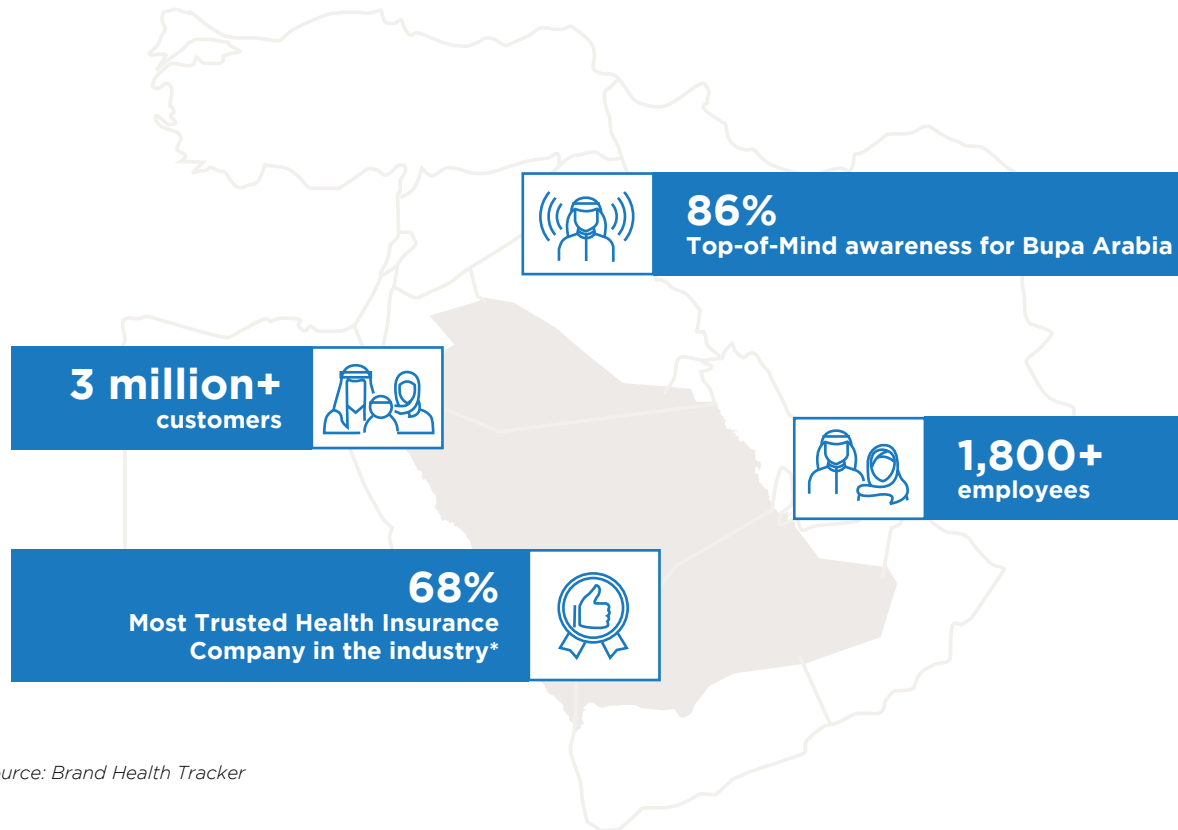 86%
Top-of-Mind awareness for Bupa Arabia
3 million+
customers
1,800+
employees
68%
Most Trusted Health Insurance
Company in the industry*
ource: Brand Health Tracker